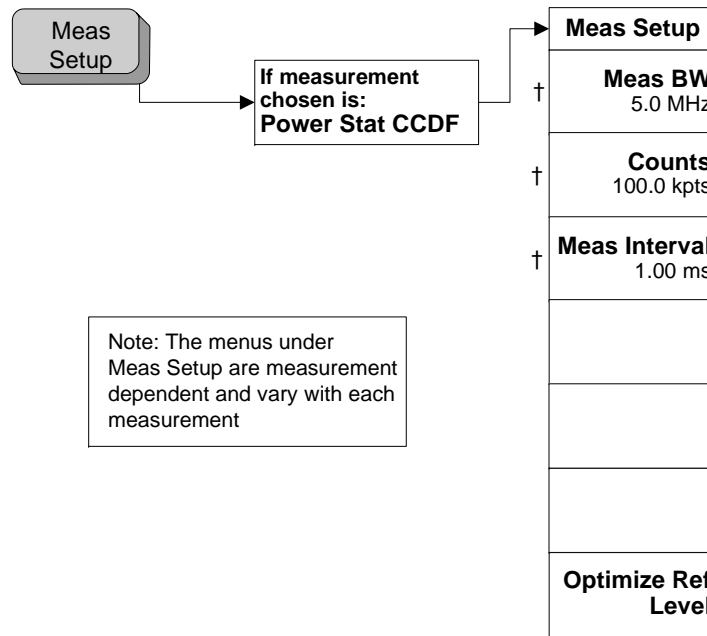 Meas
Setup
If measurement
chosen is:
Power Stat CCDF
Meas Setup
†
Meas BW
5.0 MHz
†
Counts
100.0 kpts
†
Meas Interval
1.00 ms
Note: The menus under
Meas Setup are measurement
dependent and vary with each
measurement
Optimize Ref
Level